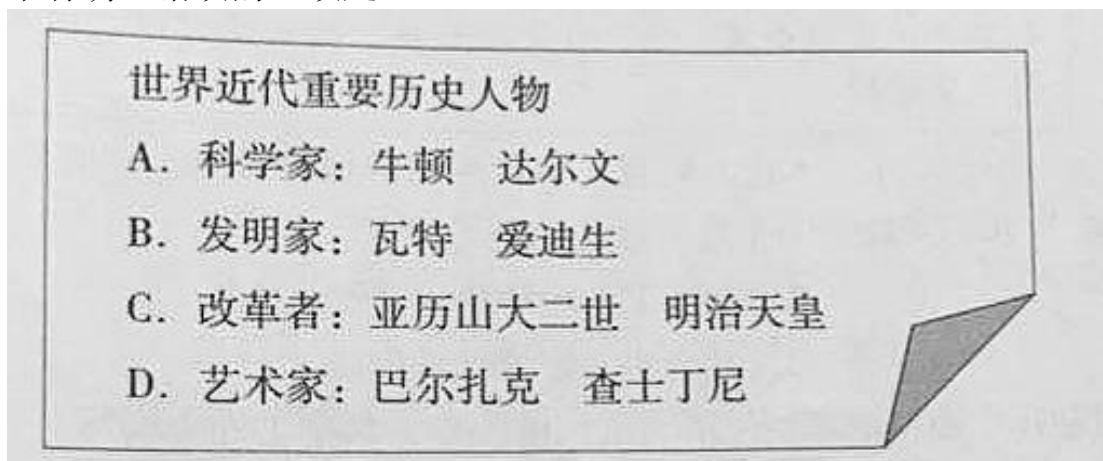 世界近代重要历史人物
A. 科学家：牛顿 达尔文
B. 发明家：瓦特 爱迪生
C. 改革者：亚历山大二世 明治天皇
D. 艺术家：巴尔扎克 查士丁尼